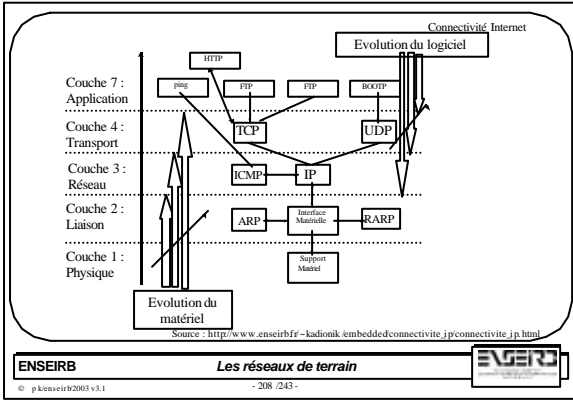 Connectivité Internet
Evolution du logiciel
HTTP
Couche 7 :
Application
ping
FTP
FTP
BOOTP
Couche 4 :
Transport
TCP
UDP
Couche 3 :
Réseau
ICMP
IP
Couche 2 :
Liaison
ARP
Interface
Matérielle
RARP
Couche 1 :
Physique
Support
Matériel
Evolution du
matériel
Source : http://www.enseirb.fr/~kadionik/embedded/connectivite_ip/connectivite_ip.html
ENSEIRB
Les réseaux de terrain
ENSEIRB
© pk/enseirb/2003 v3.1
- 208 /243 -